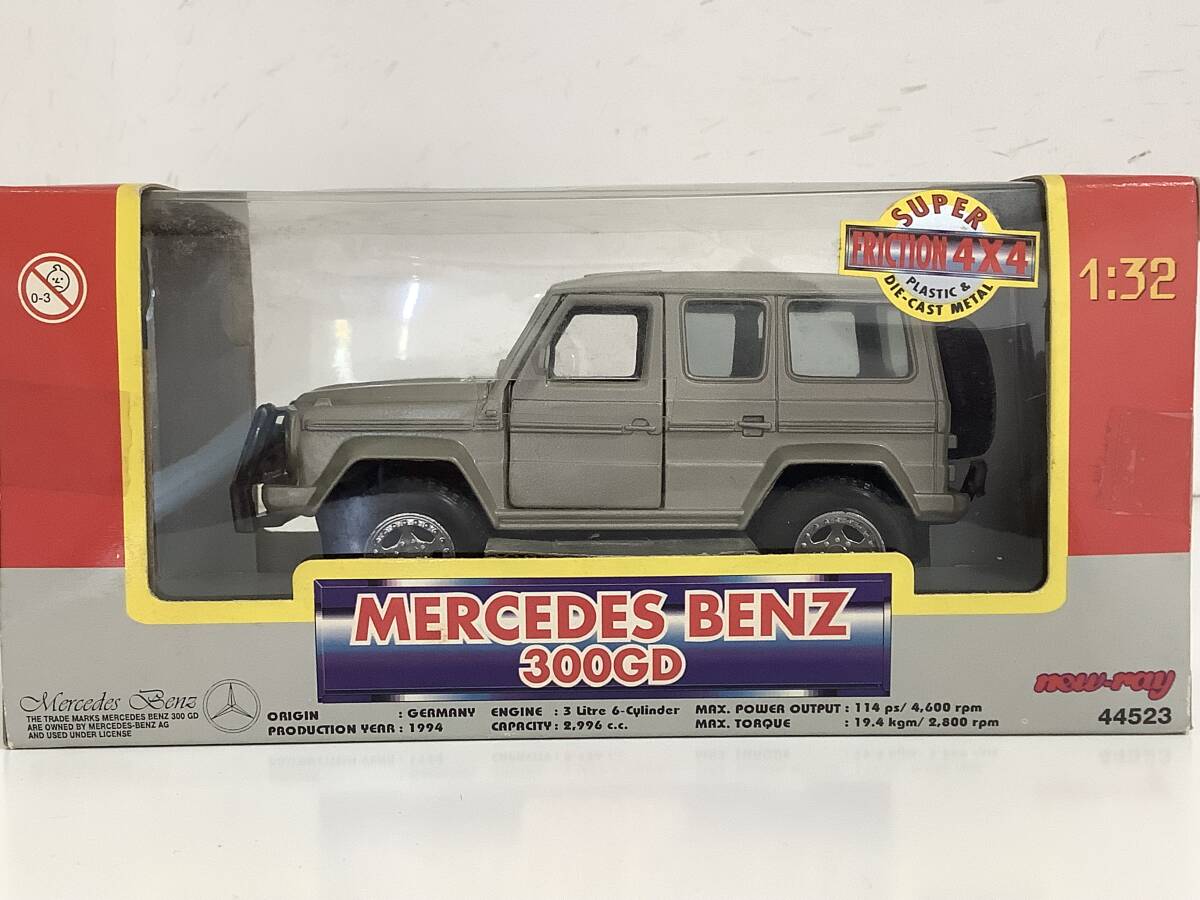 SUPER
FRICTION 4X4
PLASTIC &
DIE-CAST METAL
1:32
0-3
MERCEDES BENZ
300GD
Mercedes Benz
THE TRADE MARKS MERCEDES BENZ 300 GD
ARE OWNED BY MERCEDES-BENZ AG
AND USED UNDER LICENSE
ORIGIN : GERMANY
PRODUCTION YEAR : 1994
ENGINE : 3 Litre 6-Cylinder
CAPACITY : 2,996 c.c.
MAX. POWER OUTPUT : 114 ps/ 4,600 rpm
MAX. TORQUE : 19.4 kgm/ 2,800 rpm
new-ray
44523